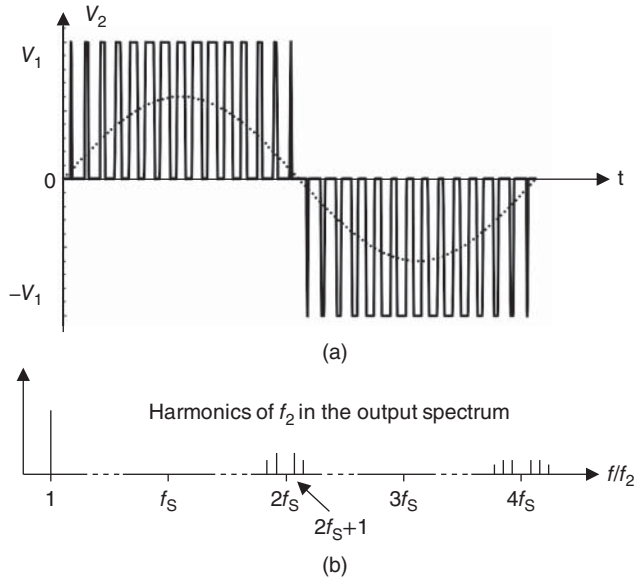 V2
V1
0
t
−V1
(a)
Harmonics of f2 in the output spectrum
f/f2
1
fS
2fS
3fS
4fS
2fS+1
(b)